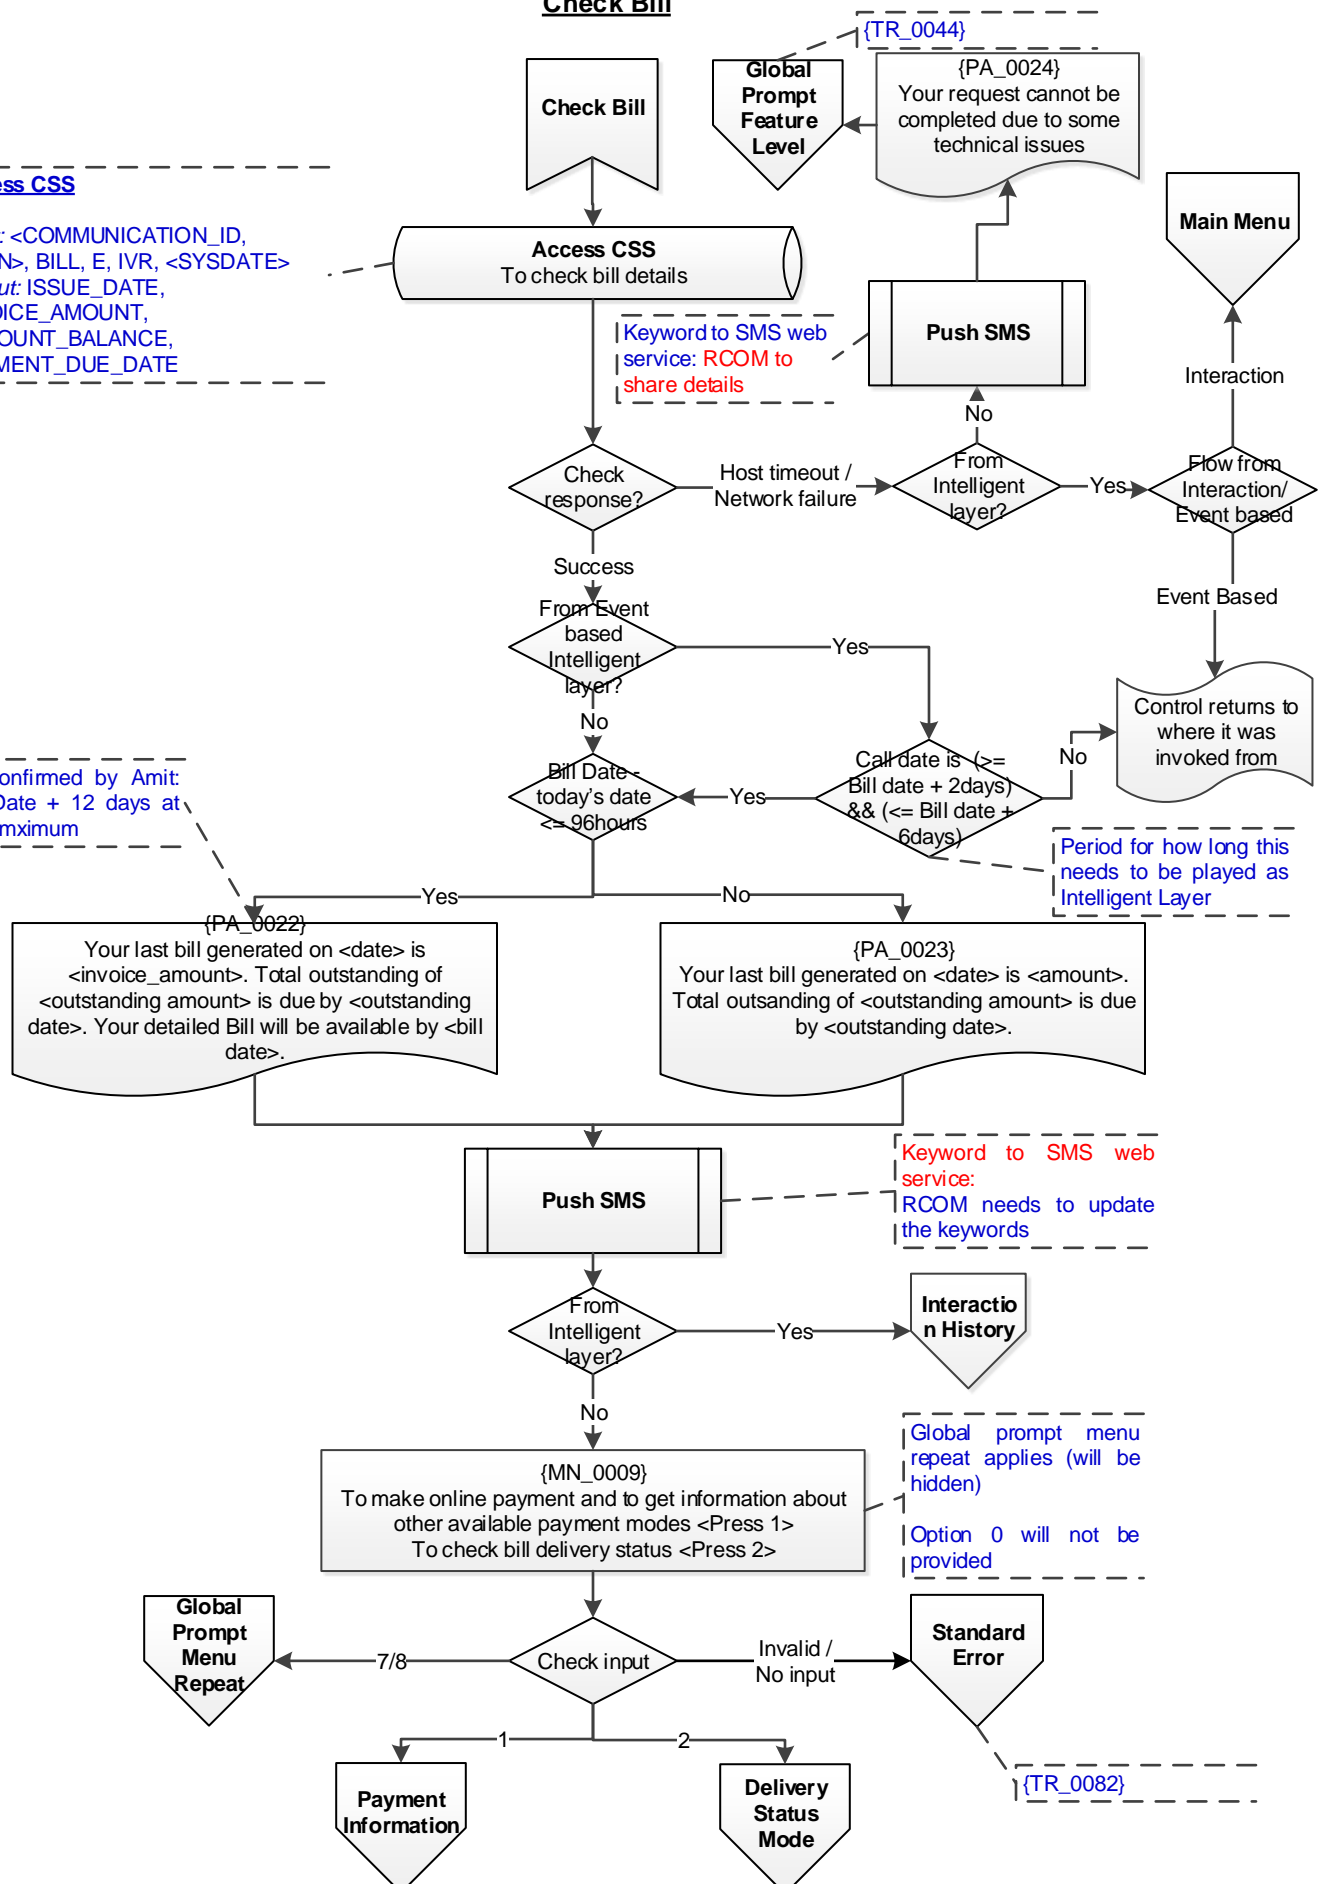 Check Bill
{TR_0044}
Check Bill
Global
Prompt
Feature
Level
{PA_0024}
Your request cannot be
completed due to some
technical issues
Main Menu
ess CSS
: <COMMUNICATION_ID,
N>, BILL, E, IVR, <SYSDATE>
ut: ISSUE_DATE,
OICE_AMOUNT,
OUNT_BALANCE,
MENT_DUE_DATE
Access CSS
To check bill details
Keyword to SMS web
service: RCOM to
share details
Push SMS
Interaction
No
Check
response?
Host timeout /
Network failure
From
Intelligent
layer?
Yes
Flow from
Interaction/
Event based
Success
Event Based
From Event
based
Intelligent
layer?
Yes
No
Control returns to
where it was
invoked from
onfirmed by Amit:
Date + 12 days at
mximum
Bill Date -
today's date
<= 96hours
Yes
Call date is (>=
Bill date + 2days)
&& (<= Bill date +
6days)
No
Period for how long this
needs to be played as
Intelligent Layer
Yes
No
{PA_0022}
Your last bill generated on <date> is
<invoice_amount>. Total outstanding of
<outstanding amount> is due by <outstanding
date>. Your detailed Bill will be available by <bill
date>.
{PA_0023}
Your last bill generated on <date> is <amount>.
Total outsanding of <outstanding amount> is due
by <outstanding date>.
Push SMS
Keyword to SMS web
service:
RCOM needs to update
the keywords
From
Intelligent
layer?
Yes
Interactio
n History
No
{MN_0009}
To make online payment and to get information about
other available payment modes <Press 1>
To check bill delivery status <Press 2>
Global prompt menu
repeat applies (will be
hidden)
Option 0 will not be
provided
Global
Prompt
Menu
Repeat
7/8
Check input
Invalid /
No input
Standard
Error
1
2
Payment
Information
Delivery
Status
Mode
{TR_0082}